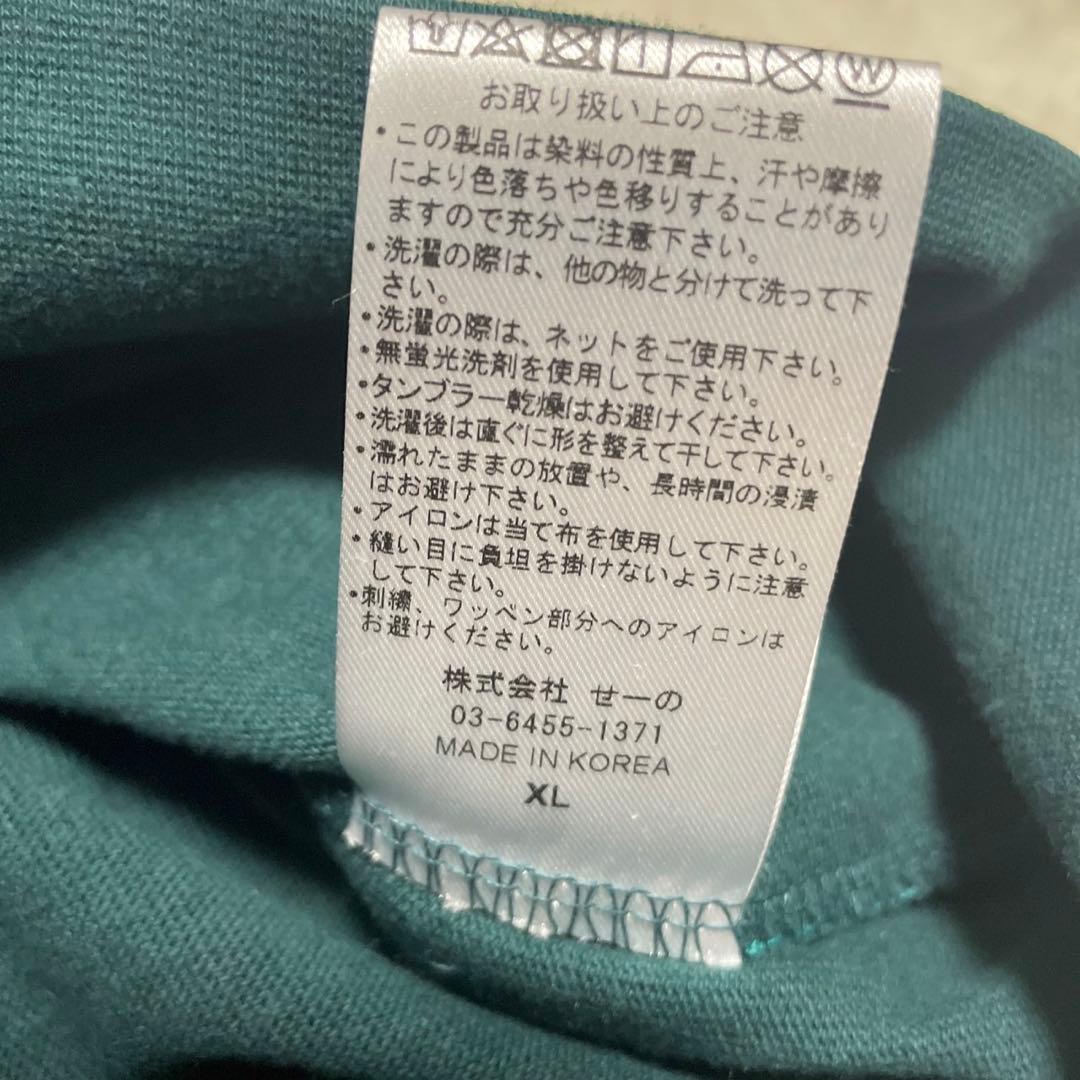 お取り扱い上のご注意
・この製品は染料の性質上、汗や摩擦
により色落ちや色移りすることがあり
ますので充分ご注意下さい。
・洗濯の際は、他の物と分けて洗って下
さい。
・洗濯の際は、ネットをご使用下さい。
・無蛍光洗剤を使用して下さい。
・タンブラー乾燥はお避けください。
・洗濯後は直ぐに形を整えて干して下さい。
・濡れたままの放置や、長時間の浸漬
はお避け下さい。
・アイロンは当て布を使用して下さい。
・縫い目に負担を掛けないように注意
して下さい。
・刺繍、ワッペン部分へのアイロンは
お避けください。
株式会社 せーの
03-6455-1371
MADE IN KOREA
XL